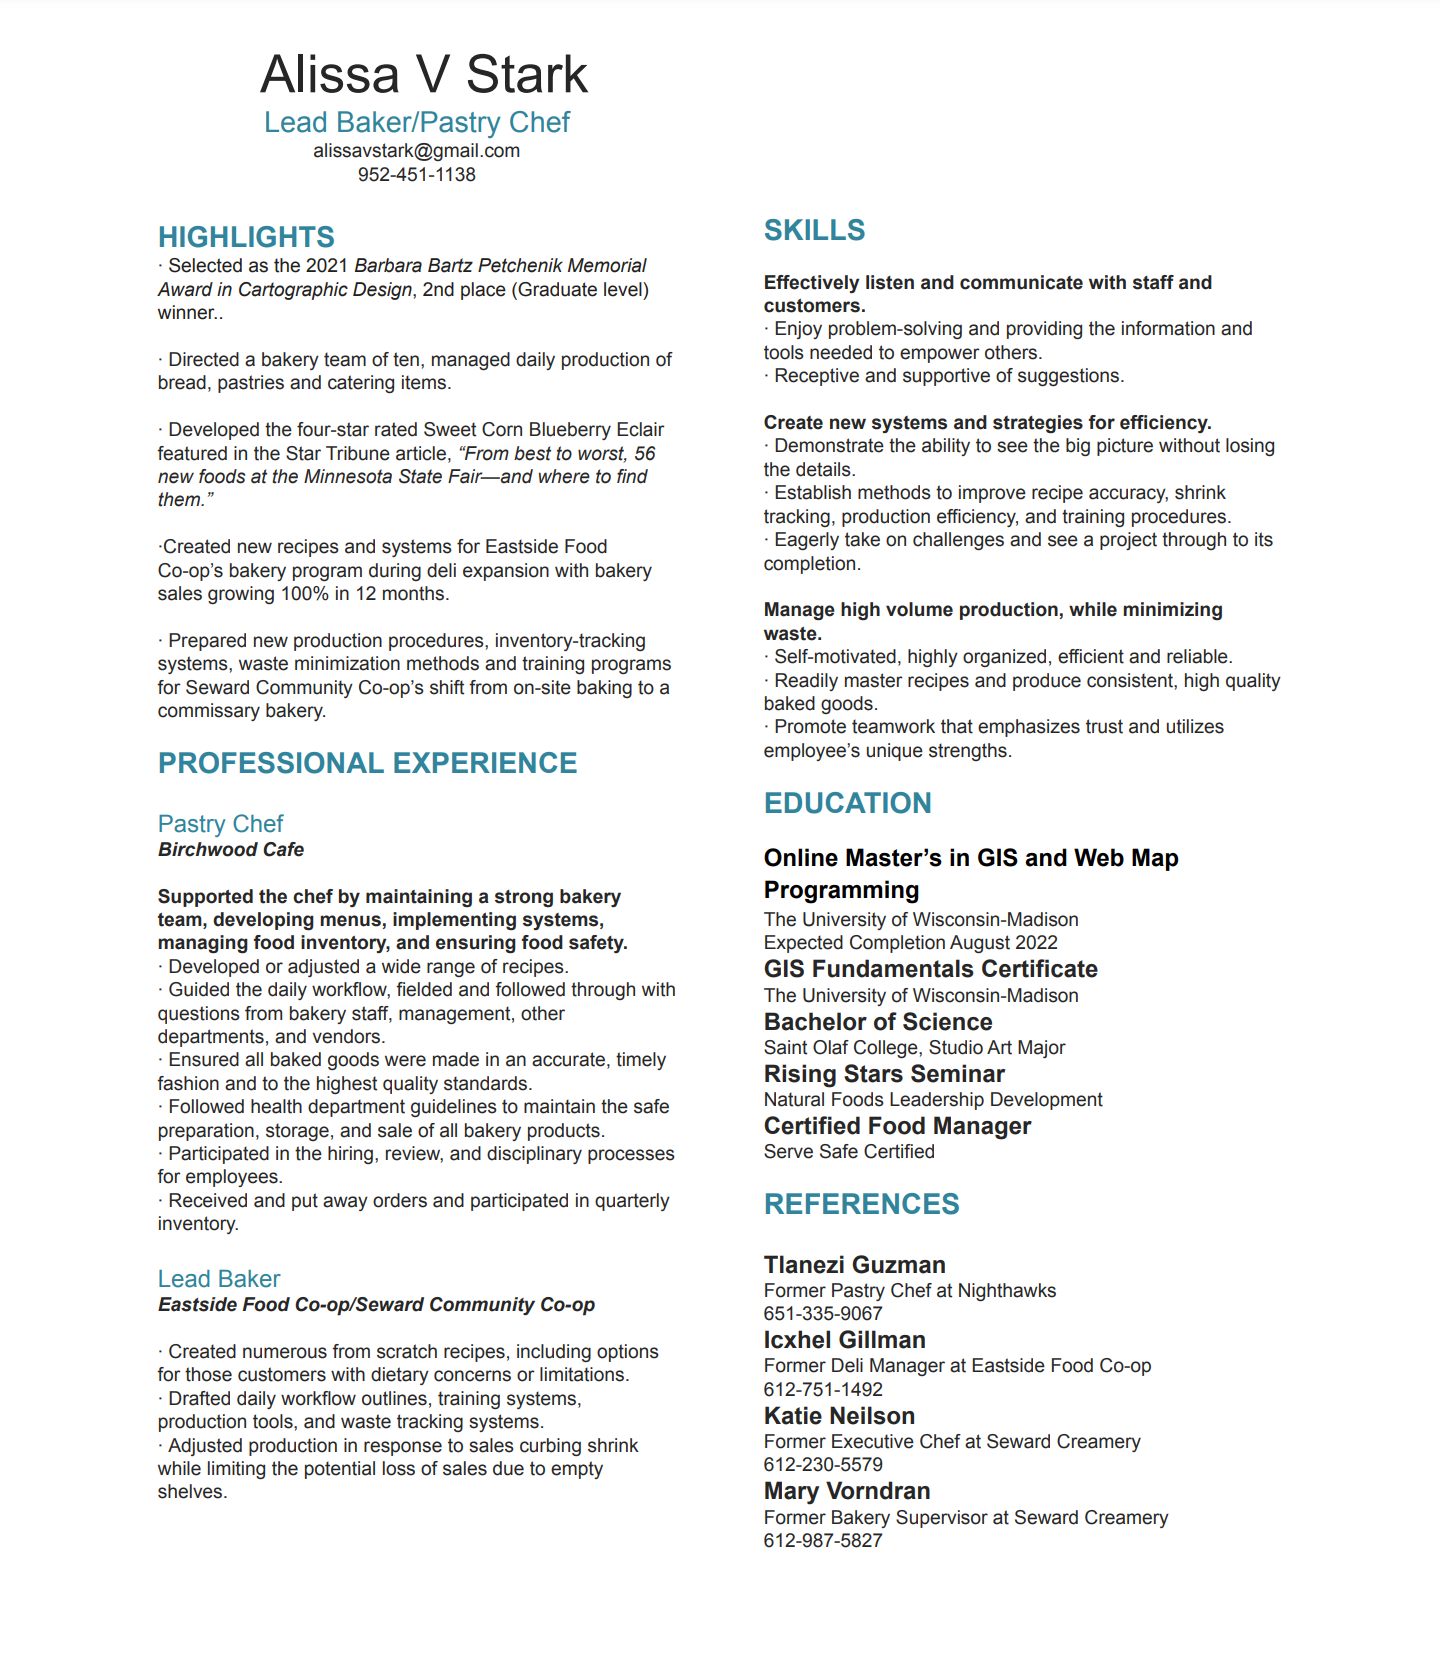 Alissa V Stark
Lead Baker/Pastry Chef
alissavstark@gmail.com
952-451-1138
HIGHLIGHTS
· Selected as the 2021 Barbara Bartz Petchenik Memorial
Award in Cartographic Design, 2nd place (Graduate level)
winner..
· Directed a bakery team of ten, managed daily production of
bread, pastries and catering items.
· Developed the four-star rated Sweet Corn Blueberry Eclair
featured in the Star Tribune article, “From best to worst, 56
new foods at the Minnesota State Fair—and where to find
them.”
·Created new recipes and systems for Eastside Food
Co-op’s bakery program during deli expansion with bakery
sales growing 100% in 12 months.
· Prepared new production procedures, inventory-tracking
systems, waste minimization methods and training programs
for Seward Community Co-op’s shift from on-site baking to a
commissary bakery.
PROFESSIONAL EXPERIENCE
Pastry Chef
Birchwood Cafe
Supported the chef by maintaining a strong bakery
team, developing menus, implementing systems,
managing food inventory, and ensuring food safety.
· Developed or adjusted a wide range of recipes.
· Guided the daily workflow, fielded and followed through with
questions from bakery staff, management, other
departments, and vendors.
· Ensured all baked goods were made in an accurate, timely
fashion and to the highest quality standards.
· Followed health department guidelines to maintain the safe
preparation, storage, and sale of all bakery products.
· Participated in the hiring, review, and disciplinary processes
for employees.
· Received and put away orders and participated in quarterly
inventory.
Lead Baker
Eastside Food Co-op/Seward Community Co-op
· Created numerous from scratch recipes, including options
for those customers with dietary concerns or limitations.
· Drafted daily workflow outlines, training systems,
production tools, and waste tracking systems.
· Adjusted production in response to sales curbing shrink
while limiting the potential loss of sales due to empty
shelves.
SKILLS
Effectively listen and communicate with staff and
customers.
· Enjoy problem-solving and providing the information and
tools needed to empower others.
· Receptive and supportive of suggestions.
Create new systems and strategies for efficiency.
· Demonstrate the ability to see the big picture without losing
the details.
· Establish methods to improve recipe accuracy, shrink
tracking, production efficiency, and training procedures.
· Eagerly take on challenges and see a project through to its
completion.
Manage high volume production, while minimizing
waste.
· Self-motivated, highly organized, efficient and reliable.
· Readily master recipes and produce consistent, high quality
baked goods.
· Promote teamwork that emphasizes trust and utilizes
employee’s unique strengths.
EDUCATION
Online Master’s in GIS and Web Map
Programming
The University of Wisconsin-Madison
Expected Completion August 2022
GIS Fundamentals Certificate
The University of Wisconsin-Madison
Bachelor of Science
Saint Olaf College, Studio Art Major
Rising Stars Seminar
Natural Foods Leadership Development
Certified Food Manager
Serve Safe Certified
REFERENCES
Tlanezi Guzman
Former Pastry Chef at Nighthawks
651-335-9067
Icxhel Gillman
Former Deli Manager at Eastside Food Co-op
612-751-1492
Katie Neilson
Former Executive Chef at Seward Creamery
612-230-5579
Mary Vorndran
Former Bakery Supervisor at Seward Creamery
612-987-5827